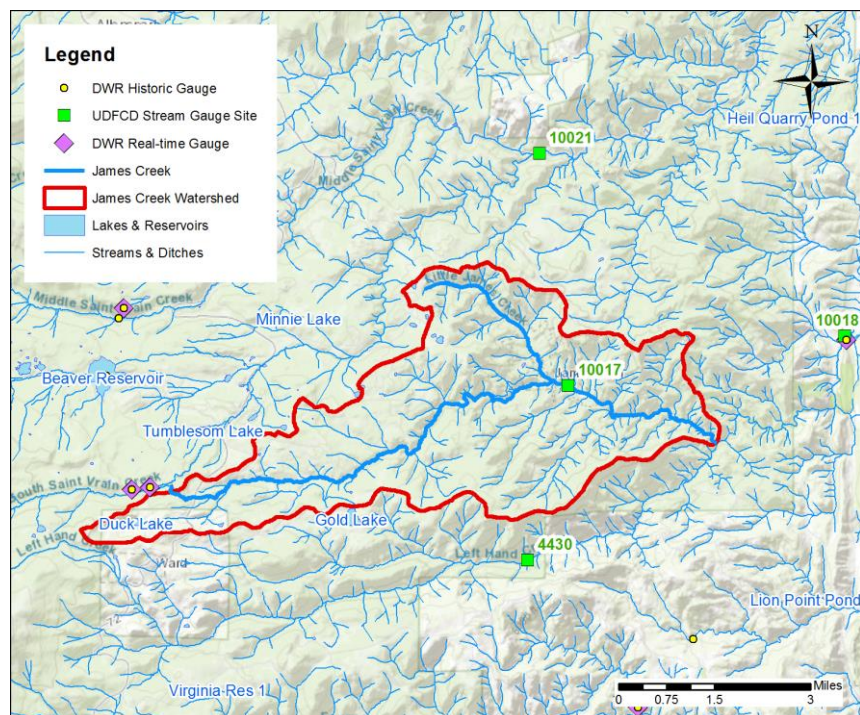 Legend
DWR Historic Gauge
UDFCD Stream Gauge Site
DWR Real-time Gauge
James Creek
James Creek Watershed
Lakes & Reservoirs
Streams & Ditches
N
Heil Quarry Pond 1
10021
Middle Saint Vrain Creek
Middle Saint Vrain Creek
Little James Creek
Minnie Lake
10018
Beaver Reservoir
10017
Tumblesom Lake
South Saint Vrain Creek
Duck Lake
Gold Lake
Left Hand Creek
Ward
Left Hand
4430
72
Lion Point Pond
Virginia Res 1
Miles
0 0.75 1.5 3